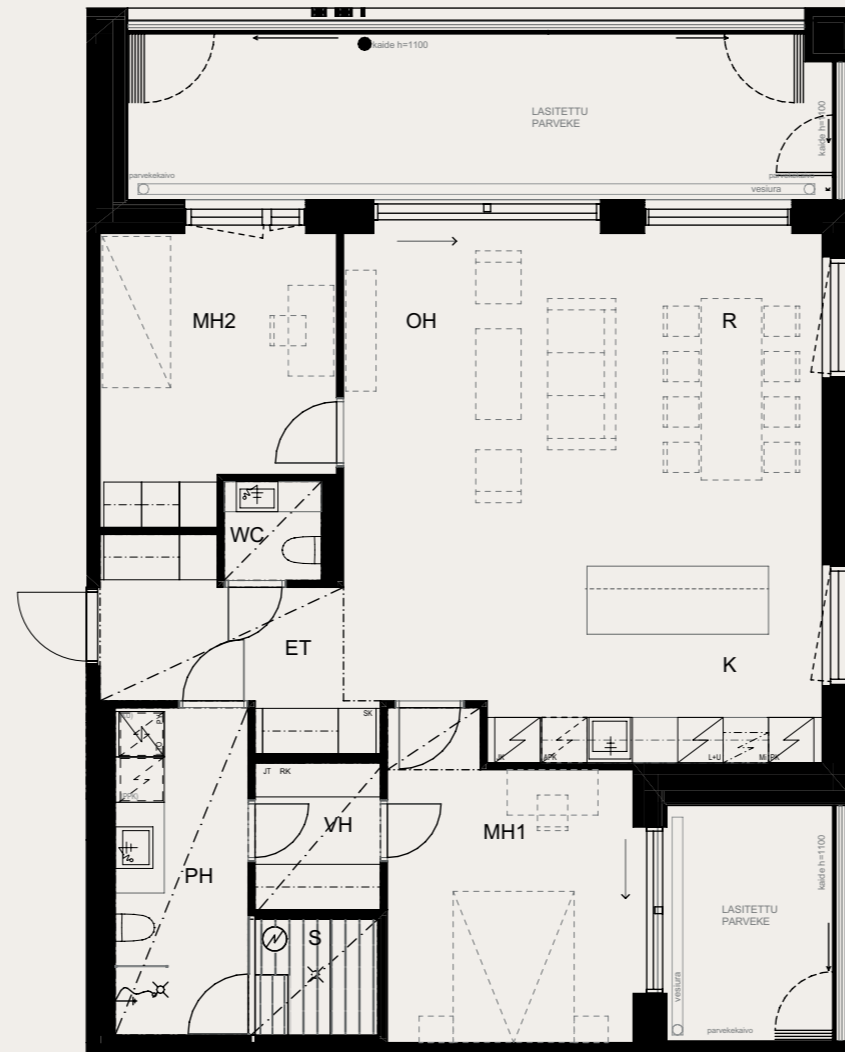 kaide h=1100
LASITETTU
PARVEKE
kaide h=1100
parvekekaivo
vesiura
MH2
OH
R
WC
ET
K
SK
APK
L+U
JT RK
VH
MH1
PH
S
kaide h=1100
LASITETTU
PARVEKE
vesiura
parvekekaivo